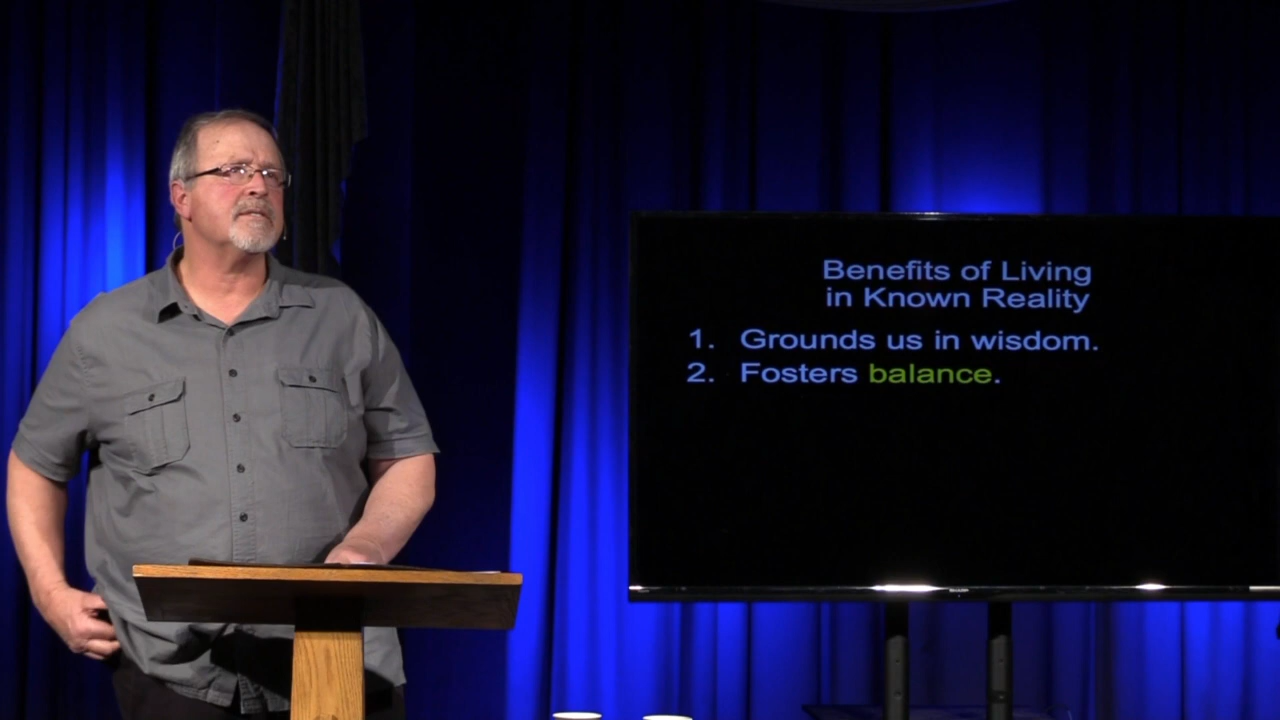 Benefits of Living
in Known Reality
1. Grounds us in wisdom.
2. Fosters balance.